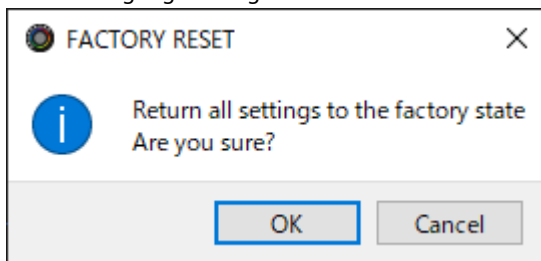 FACTORY RESET
Return all settings to the factory state
Are you sure?
OK
Cancel